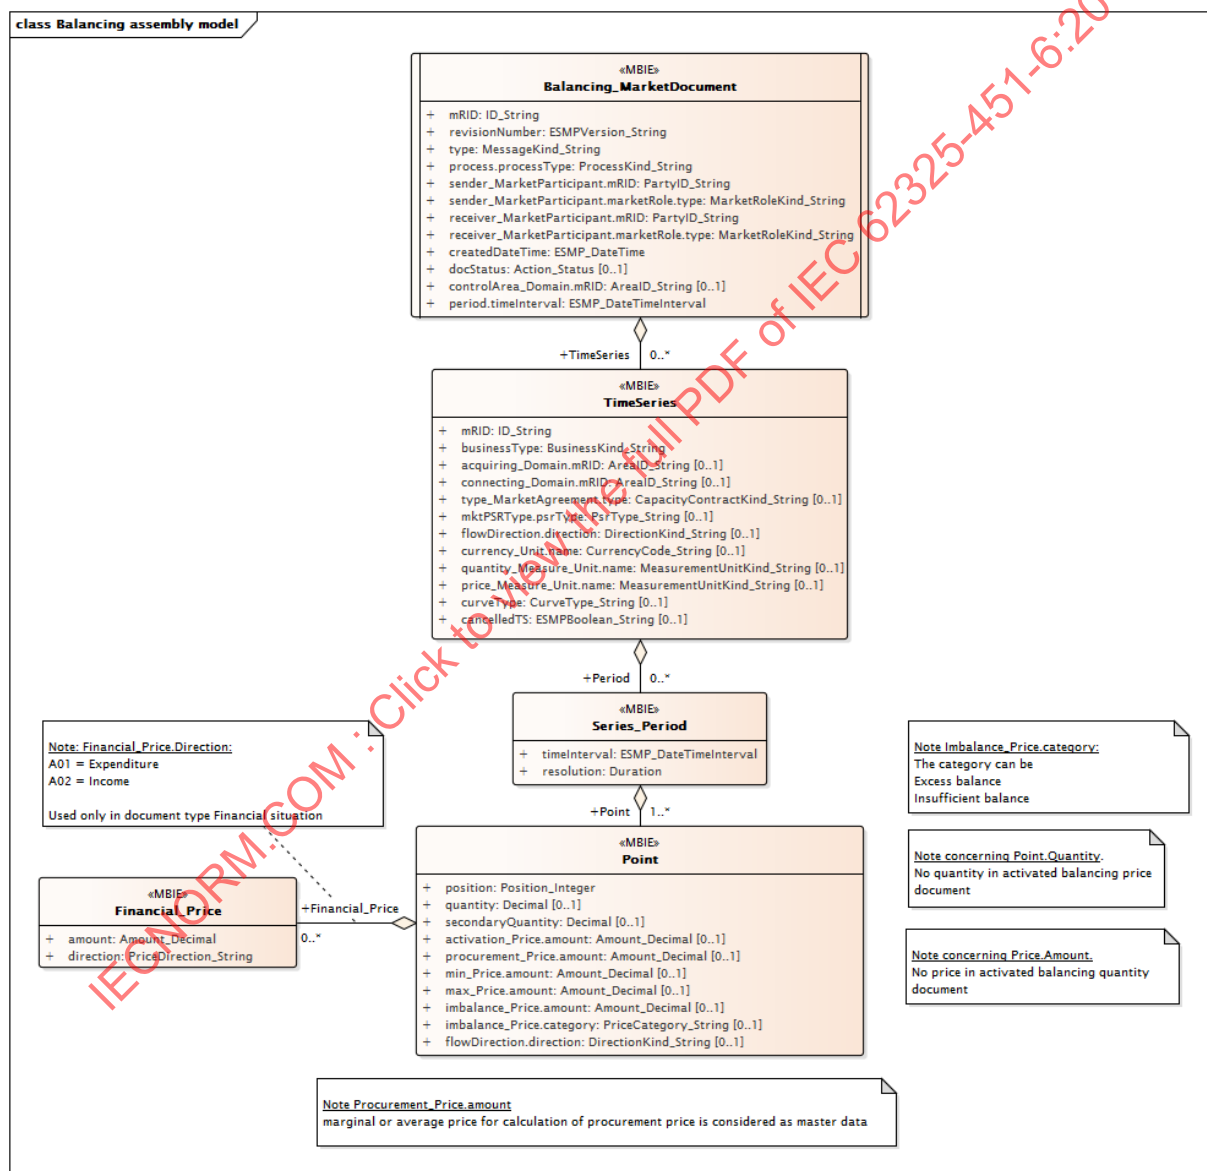 class Balancing assembly model
«MBIE»
Balancing_MarketDocument
+ mRID: ID_String
+ revisionNumber: ESMPVersion_String
+ type: MessageKind_String
+ process.processType: ProcessKind_String
+ sender_MarketParticipant.mRID: PartyID_String
+ sender_MarketParticipant.marketRole.type: MarketRoleKind_String
+ receiver_MarketParticipant.mRID: PartyID_String
+ receiver_MarketParticipant.marketRole.type: MarketRoleKind_String
+ createdDateTime: ESMP_DateTime
+ docStatus: Action_Status [0..1]
+ controlArea_Domain.mRID: AreaID_String [0..1]
+ period.timeInterval: ESMP_DateTimeInterval
+TimeSeries 0..*
«MBIE»
TimeSeries
+ mRID: ID_String
+ businessType: BusinessKind_String
+ acquiring_Domain.mRID: AreaID_String [0..1]
+ connecting_Domain.mRID: AreaID_String [0..1]
+ type_MarketAgreement.type: CapacityContractKind_String [0..1]
+ mktPSRType.psrType: PsrType_String [0..1]
+ flowDirection.direction: DirectionKind_String [0..1]
+ currency_Unit.name: CurrencyCode_String [0..1]
+ quantity_Measure_Unit.name: MeasurementUnitKind_String [0..1]
+ price_Measure_Unit.name: MeasurementUnitKind_String [0..1]
+ curveType: CurveType_String [0..1]
+ cancelledTS: ESMPBoolean_String [0..1]
+Period 0..*
«MBIE»
Series_Period
+ timeInterval: ESMP_DateTimeInterval
+ resolution: Duration
+Point 1..*
Note: Financial_Price.Direction:
A01 = Expenditure
A02 = Income
Used only in document type Financial situation
Note Imbalance_Price.category:
The category can be
Excess balance
Insufficient balance
«MBIE»
Point
+ position: Position_Integer
+ quantity: Decimal [0..1]
+ secondaryQuantity: Decimal [0..1]
+ activation_Price.amount: Amount_Decimal [0..1]
+ procurement_Price.amount: Amount_Decimal [0..1]
+ min_Price.amount: Amount_Decimal [0..1]
+ max_Price.amount: Amount_Decimal [0..1]
+ imbalance_Price.amount: Amount_Decimal [0..1]
+ imbalance_Price.category: PriceCategory_String [0..1]
+ flowDirection.direction: DirectionKind_String [0..1]
«MBIE»
Financial_Price
+ amount: Amount_Decimal
+ direction: PriceDirection_String
+Financial_Price
0..*
Note concerning Point.Quantity.
No quantity in activated balancing price
document
Note concerning Price.Amount.
No price in activated balancing quantity
document
Note Procurement_Price.amount
marginal or average price for calculation of procurement price is considered as master data
IECNORM.COM : Click to view the full PDF of IEC 62325-451-6:20